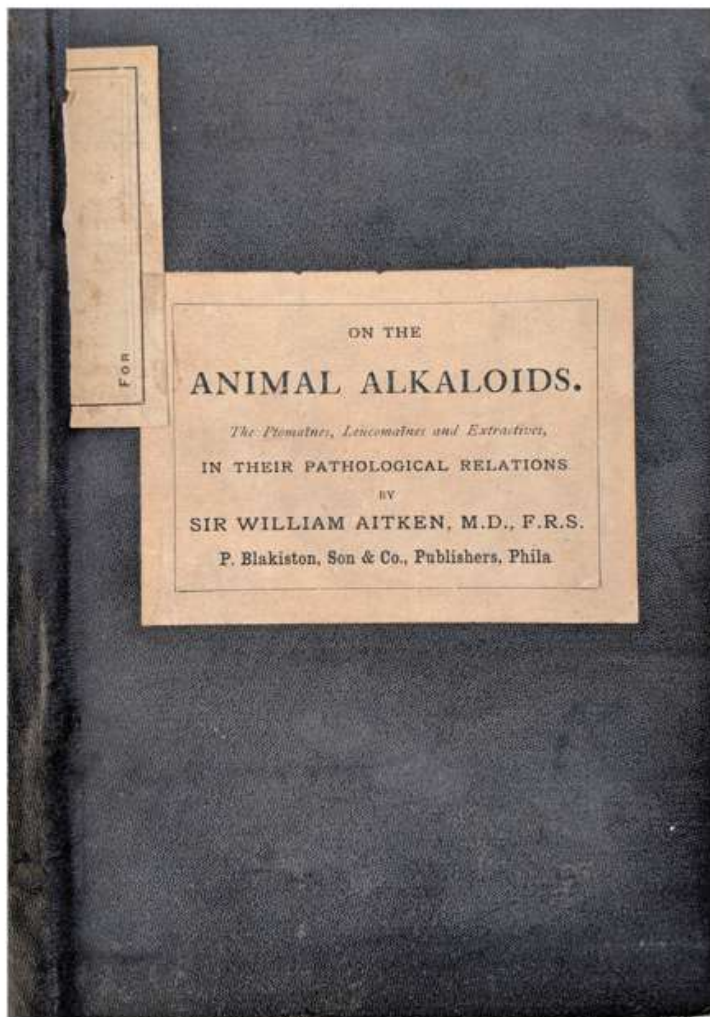 FOR
ON THE
ANIMAL ALKALOIDS.
The Ptomaïnes, Leucomaïnes and Extractives,
IN THEIR PATHOLOGICAL RELATIONS
BY
SIR WILLIAM AITKEN, M.D., F.R.S.
P. Blakiston, Son & Co., Publishers, Phila